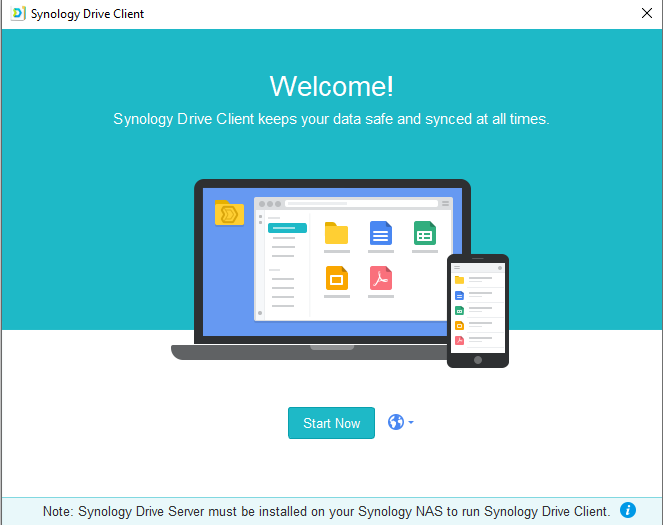 Synology Drive Client
Welcome!
Synology Drive Client keeps your data safe and synced at all times.
Start Now
Note: Synology Drive Server must be installed on your Synology NAS to run Synology Drive Client.